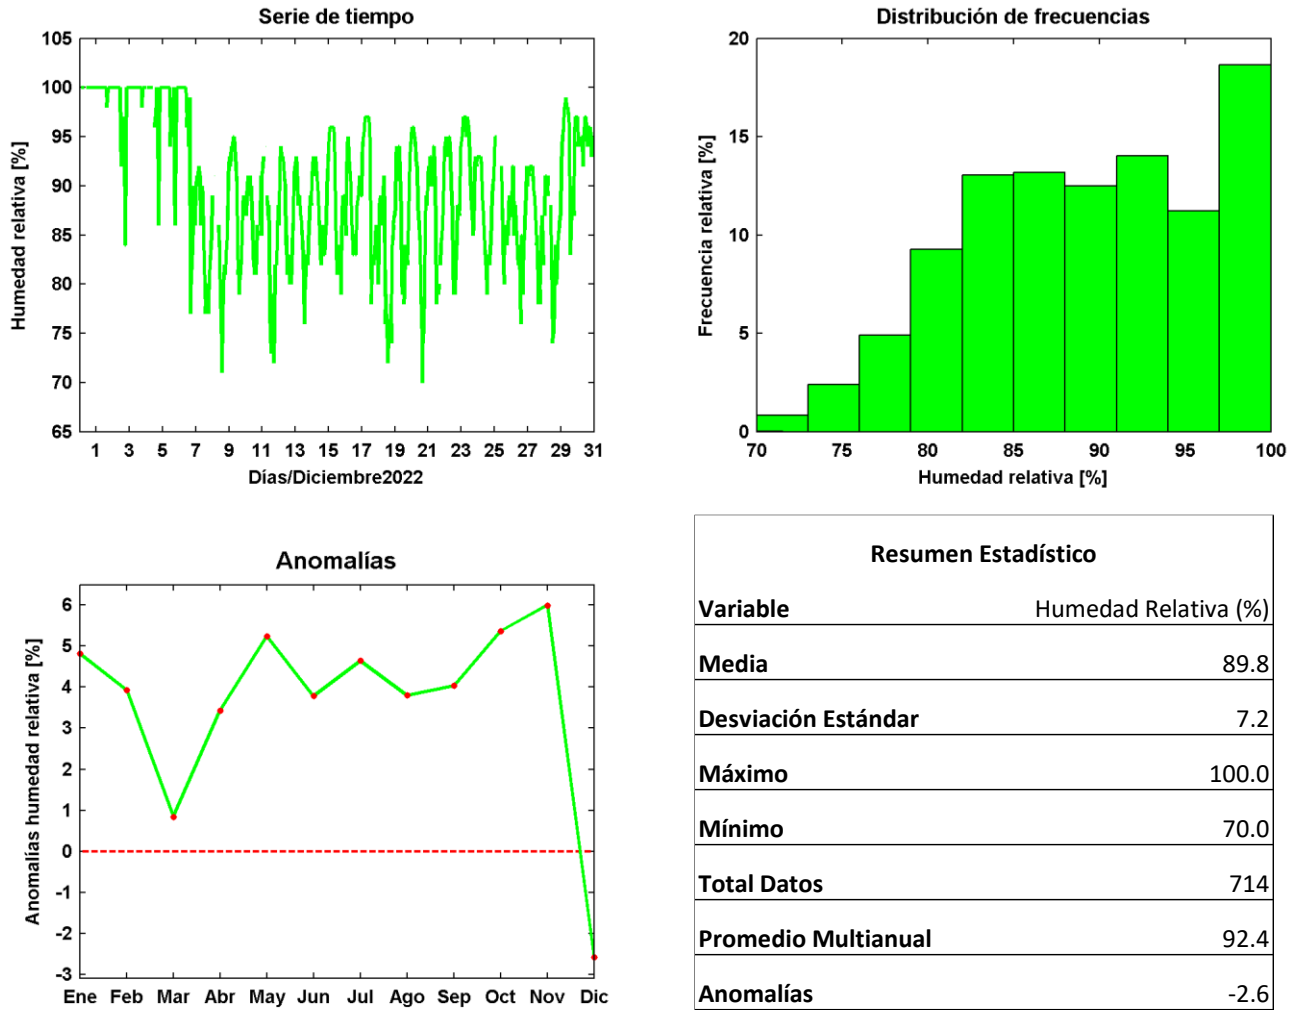 Serie de tiempo
105
100
95
90
85
80
75
70
65
Humedad relativa [%]
1 3 5 7 9 11 13 15 17 19 21 23 25 27 29 31
Días/Diciembre2022
Distribución de frecuencias
20
15
10
5
0
Frecuencia relativa [%]
70 75 80 85 90 95 100
Humedad relativa [%]
Anomalías
6
5
4
3
2
1
0
-1
-2
-3
Anomalías humedad relativa [%]
Ene Feb Mar Abr May Jun Jul Ago Sep Oct Nov Dic
Resumen Estadístico
Variable Humedad Relativa (%)
Media 89.8
Desviación Estándar 7.2
Máximo 100.0
Mínimo 70.0
Total Datos 714
Promedio Multianual 92.4
Anomalías -2.6